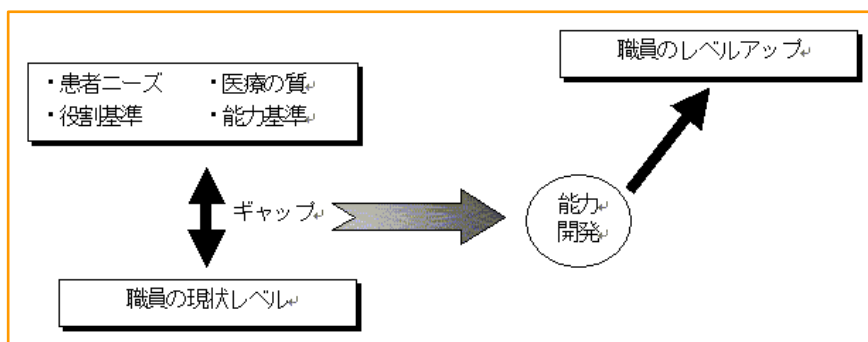 職員のレベルアップ
・患者ニーズ ・医療の質
・役割基準 ・能力基準
ギャップ
能力
開発
職員の現状レベル